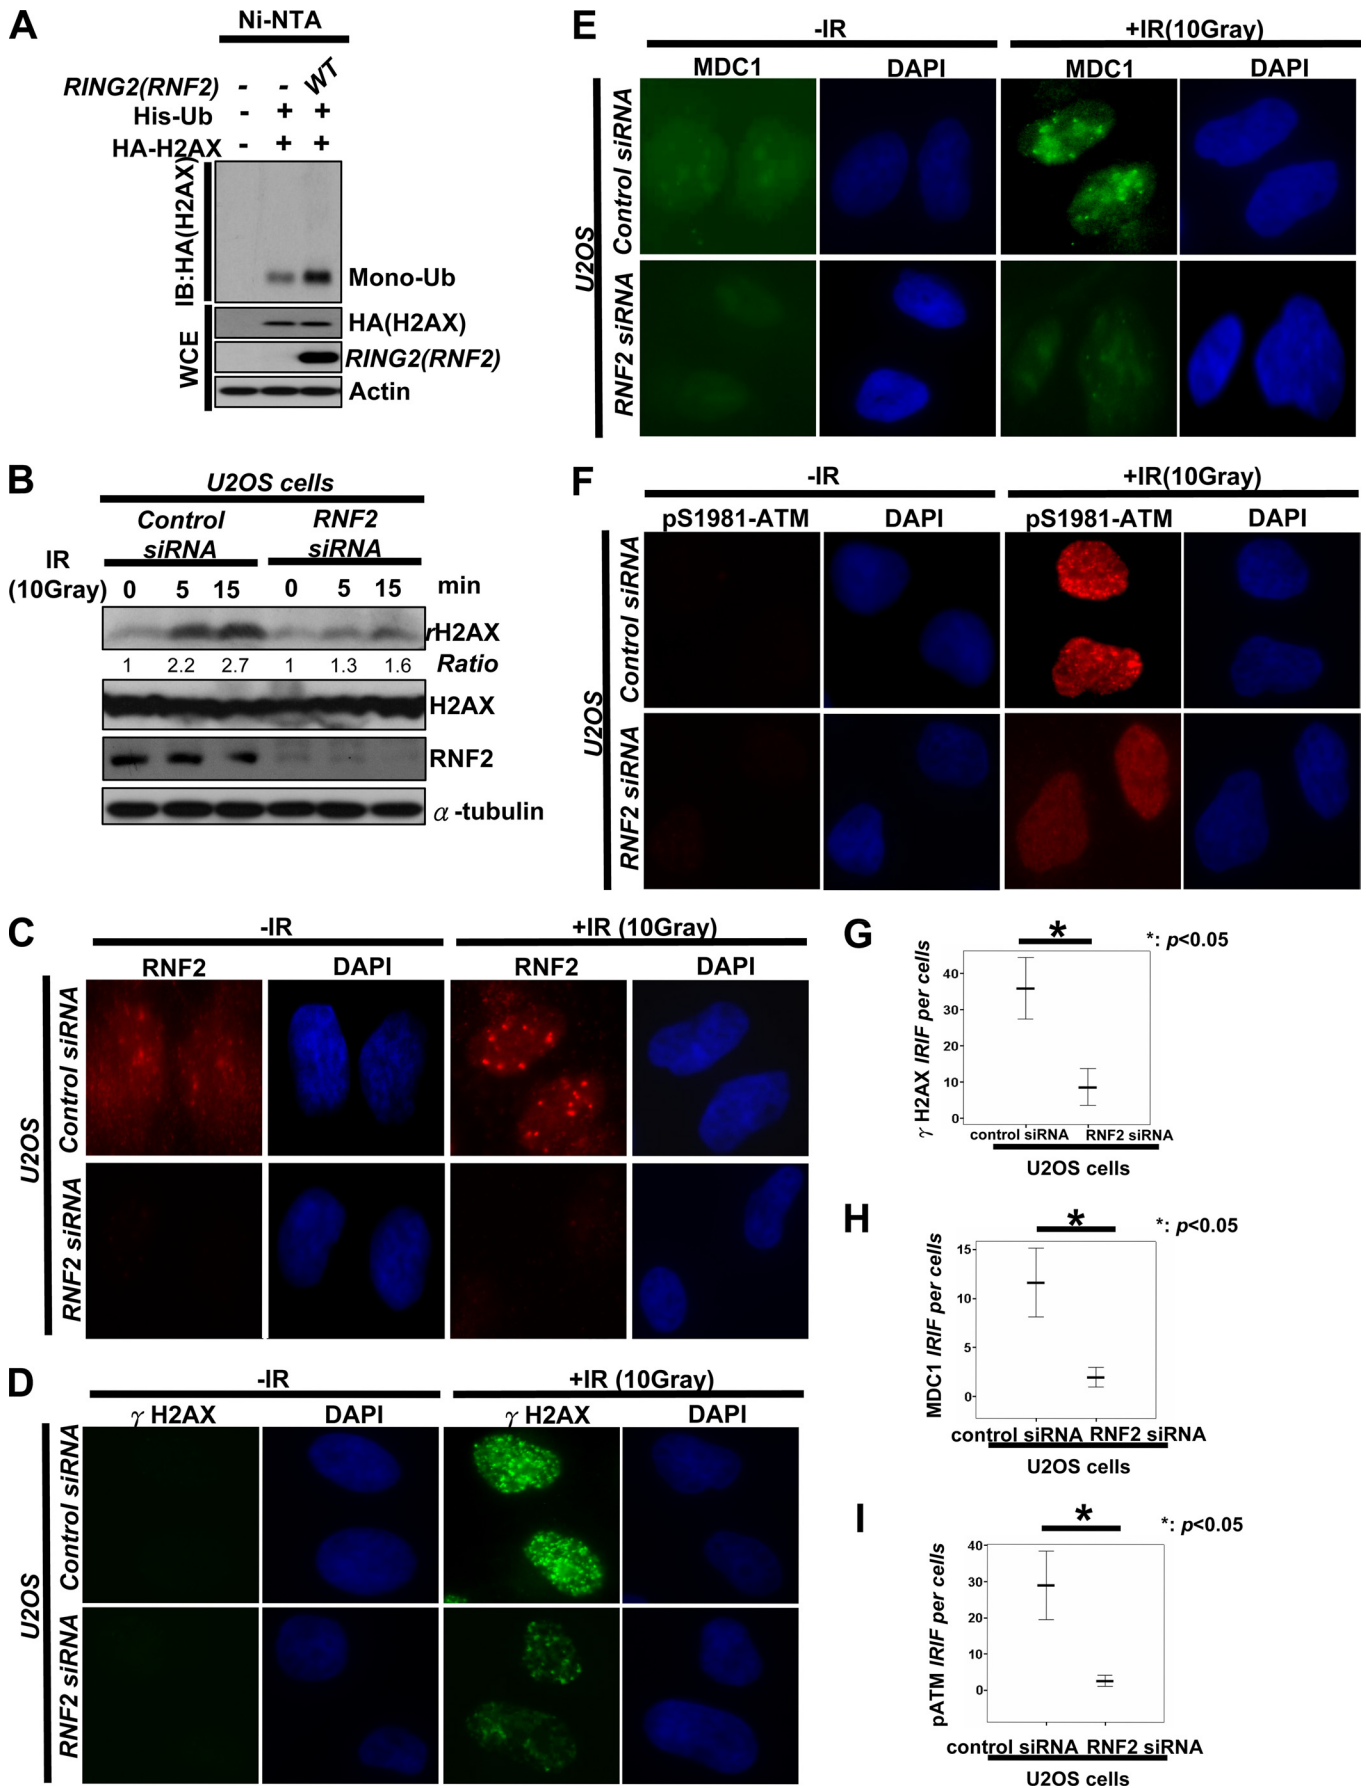 A
Ni-NTA
RING2(RNF2) - - WT
His-Ub - + +
HA-H2AX - + +
IB:HA(H2AX)
Mono-Ub
WCE
HA(H2AX)
RING2(RNF2)
Actin
B
U2OS cells
Control siRNA
RNF2 siRNA
IR (10Gray)
0 5 15 0 5 15 min
rH2AX
1 2.2 2.7 1 1.3 1.6 Ratio
H2AX
RNF2
α-tubulin
C
-IR +IR (10Gray)
RNF2 DAPI RNF2 DAPI
U2OS
Control siRNA
RNF2 siRNA
D
-IR +IR (10Gray)
γ H2AX DAPI γ H2AX DAPI
U2OS
Control siRNA
RNF2 siRNA
E
-IR +IR(10Gray)
MDC1 DAPI MDC1 DAPI
U2OS
Control siRNA
RNF2 siRNA
F
-IR +IR(10Gray)
pS1981-ATM DAPI pS1981-ATM DAPI
U2OS
Control siRNA
RNF2 siRNA
G
*
*: p<0.05
γ H2AX IRIF per cells
40
30
20
10
0
control siRNA RNF2 siRNA
U2OS cells
H
*
*: p<0.05
MDC1 IRIF per cells
15
10
5
0
control siRNA RNF2 siRNA
U2OS cells
I
*
*: p<0.05
pATM IRIF per cells
40
30
20
10
0
control siRNA RNF2 siRNA
U2OS cells